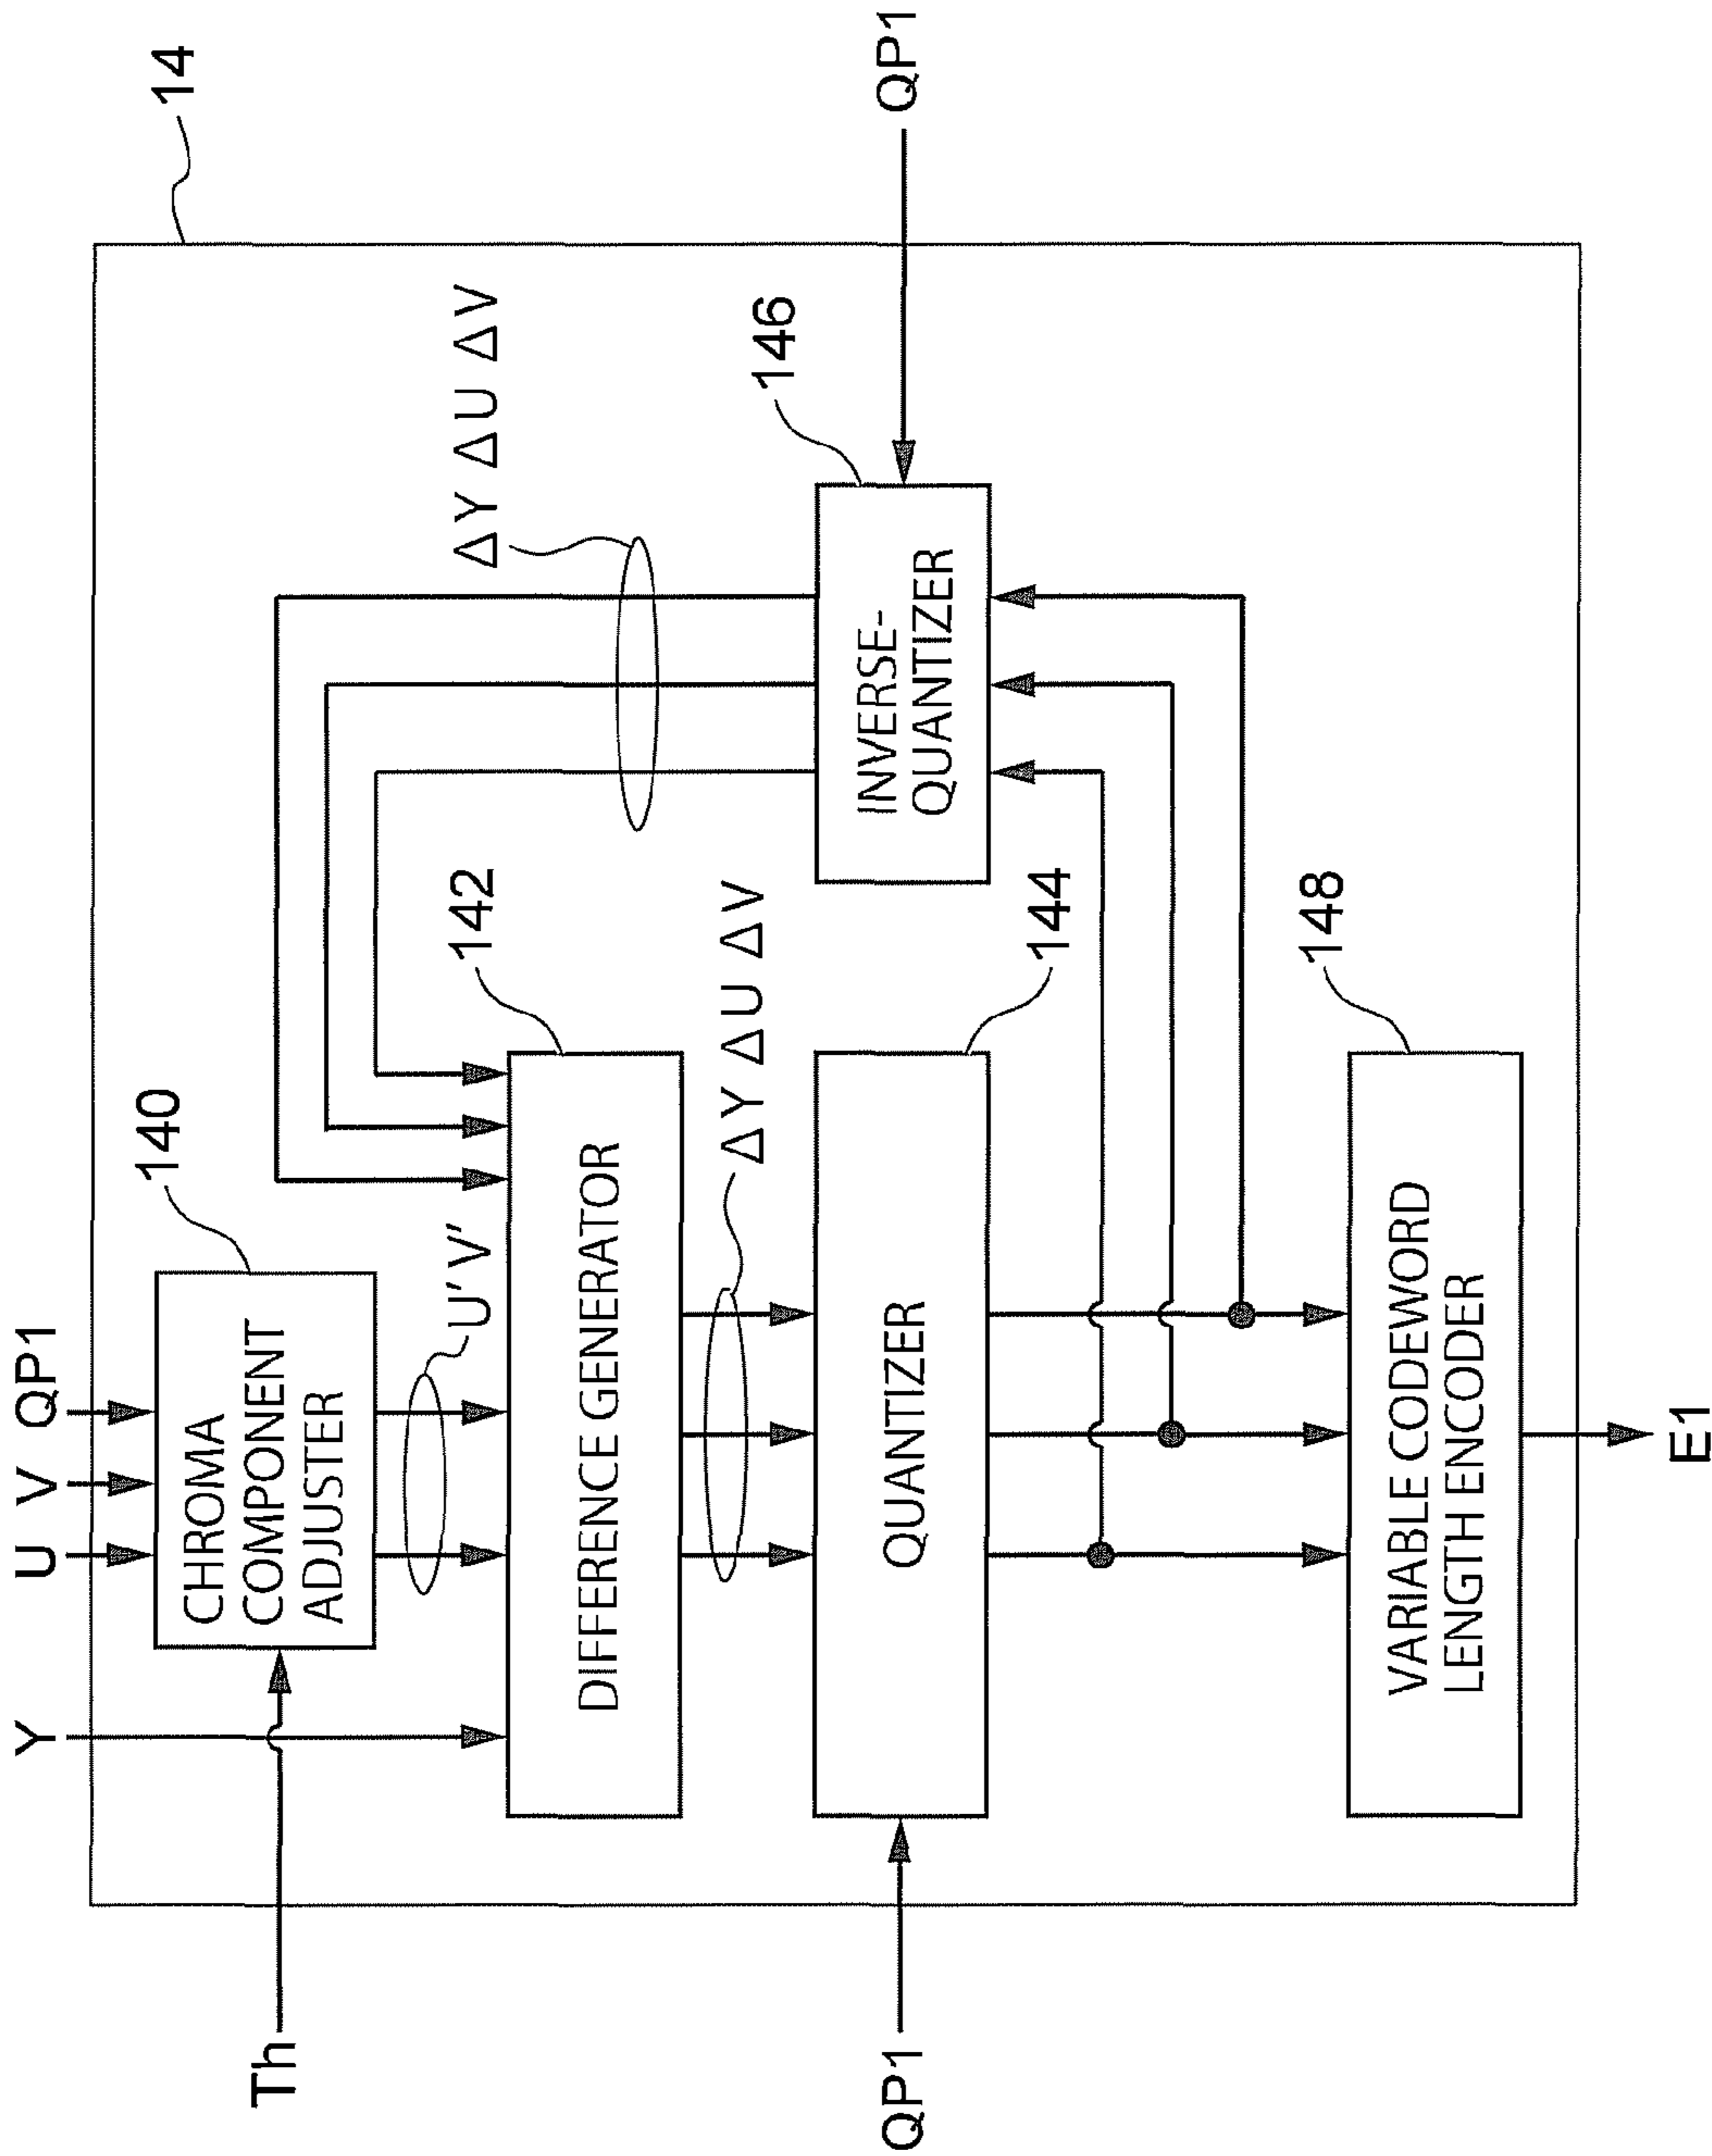 Y U V QP1
14
140
Th
CHROMA
COMPONENT
ADJUSTER
U'V'
ΔY ΔU ΔV
142
DIFFERENCE GENERATOR
146
ΔY ΔU ΔV
QP1
QUANTIZER
144
INVERSE-
QUANTIZER
QP1
148
VARIABLE CODEWORD
LENGTH ENCODER
E1